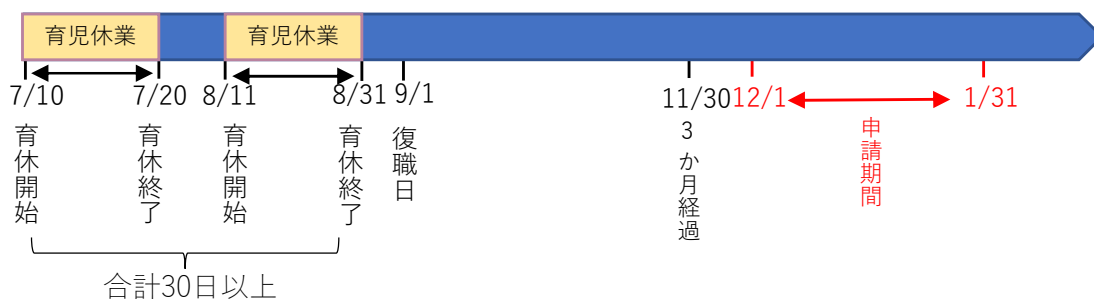 育児休業
育児休業
7/10
7/20
8/11
8/31
9/1
11/30
12/1
1/31
育休開始
育休終了
育休開始
育休終了
復職日
3か月経過
申請期間
合計30日以上